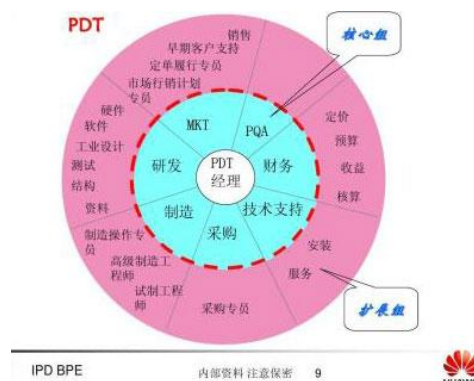 PDT
销售
早期客户支持
定单履行专员
市场行销计划
专员
核心组
硬件
软件
工业设计
测试
结构
资料
MKT
PQA
定价
预算
收益
核算
研发
PDT
经理
财务
制造
采购
技术支持
制造操作专
员
高级制造工
程师
试制工程
师
采购专员
安装
服务
扩展组
IPD BPE
内部资料 注意保密
9